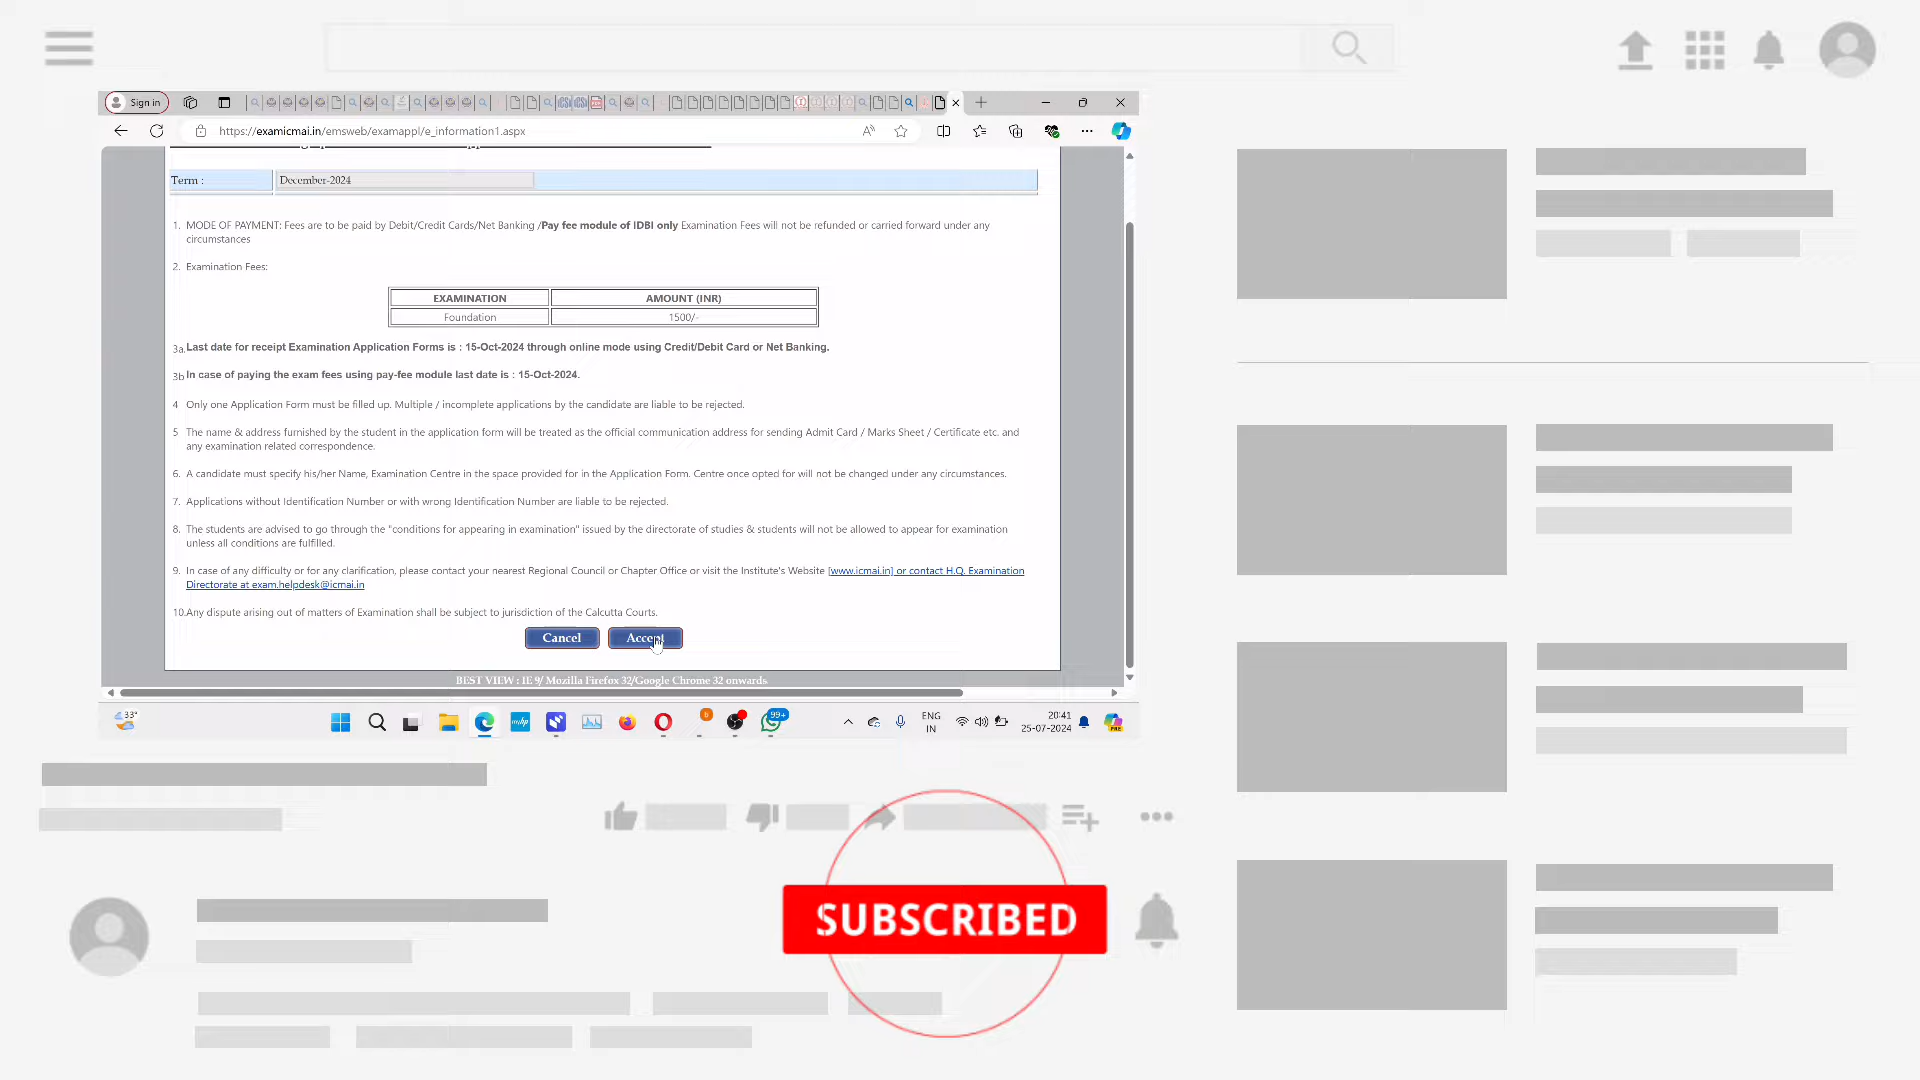 Sign in
https://examicmai.in/emsweb/examappl/e_information1.aspx
Term :
December-2024
1. MODE OF PAYMENT: Fees are to be paid by Debit/Credit Cards/Net Banking /Pay fee module of IDBI only Examination Fees will not be refunded or carried forward under any
circumstances
2. Examination Fees:
EXAMINATION AMOUNT (INR)
Foundation 1500/-
3a. Last date for receipt Examination Application Forms is : 15-Oct-2024 through online mode using Credit/Debit Card or Net Banking.
3b In case of paying the exam fees using pay-fee module last date is : 15-Oct-2024.
4 Only one Application Form must be filled up. Multiple / incomplete applications by the candidate are liable to be rejected.
5 The name & address furnished by the student in the application form will be treated as the official communication address for sending Admit Card / Marks Sheet / Certificate etc. and
any examination related correspondence.
6. A candidate must specify his/her Name, Examination Centre in the space provided for in the Application Form. Centre once opted for will not be changed under any circumstances.
7. Applications without Identification Number or with wrong Identification Number are liable to be rejected.
8. The students are advised to go through the "conditions for appearing in examination" issued by the directorate of studies & students will not be allowed to appear for examination
unless all conditions are fulfilled.
9. In case of any difficulty or for any clarification, please contact your nearest Regional Council or Chapter Office or visit the Institute's Website [www.icmai.in] or contact H.Q. Examination
Directorate at exam.helpdesk@icmai.in
10.Any dispute arising out of matters of Examination shall be subject to jurisdiction of the Calcutta Courts.
Cancel Accept
BEST VIEW : IE 9/ Mozilla Firefox 32/Google Chrome 32 onwards
33°
99+
ENG
IN
20:41
25-07-2024
SUBSCRIBED